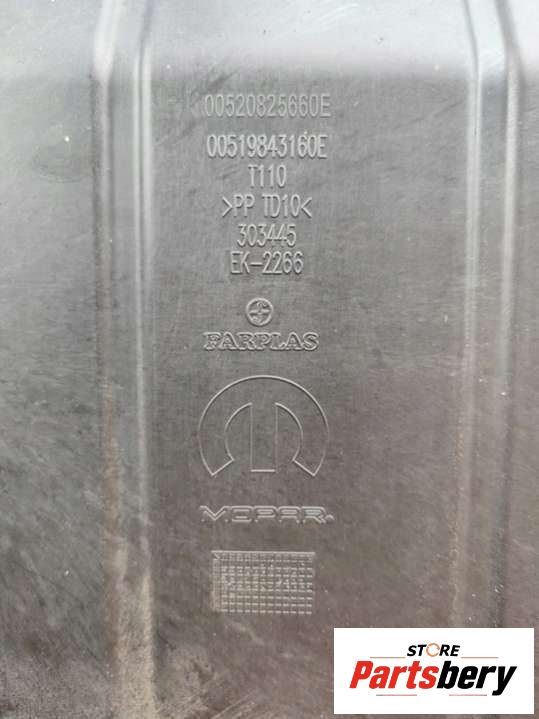 00520825660E
00519843160E
T110
>PP TD10<
303445
EK-2266
FARPLAS
MOPAR.
STORE
Partsbery